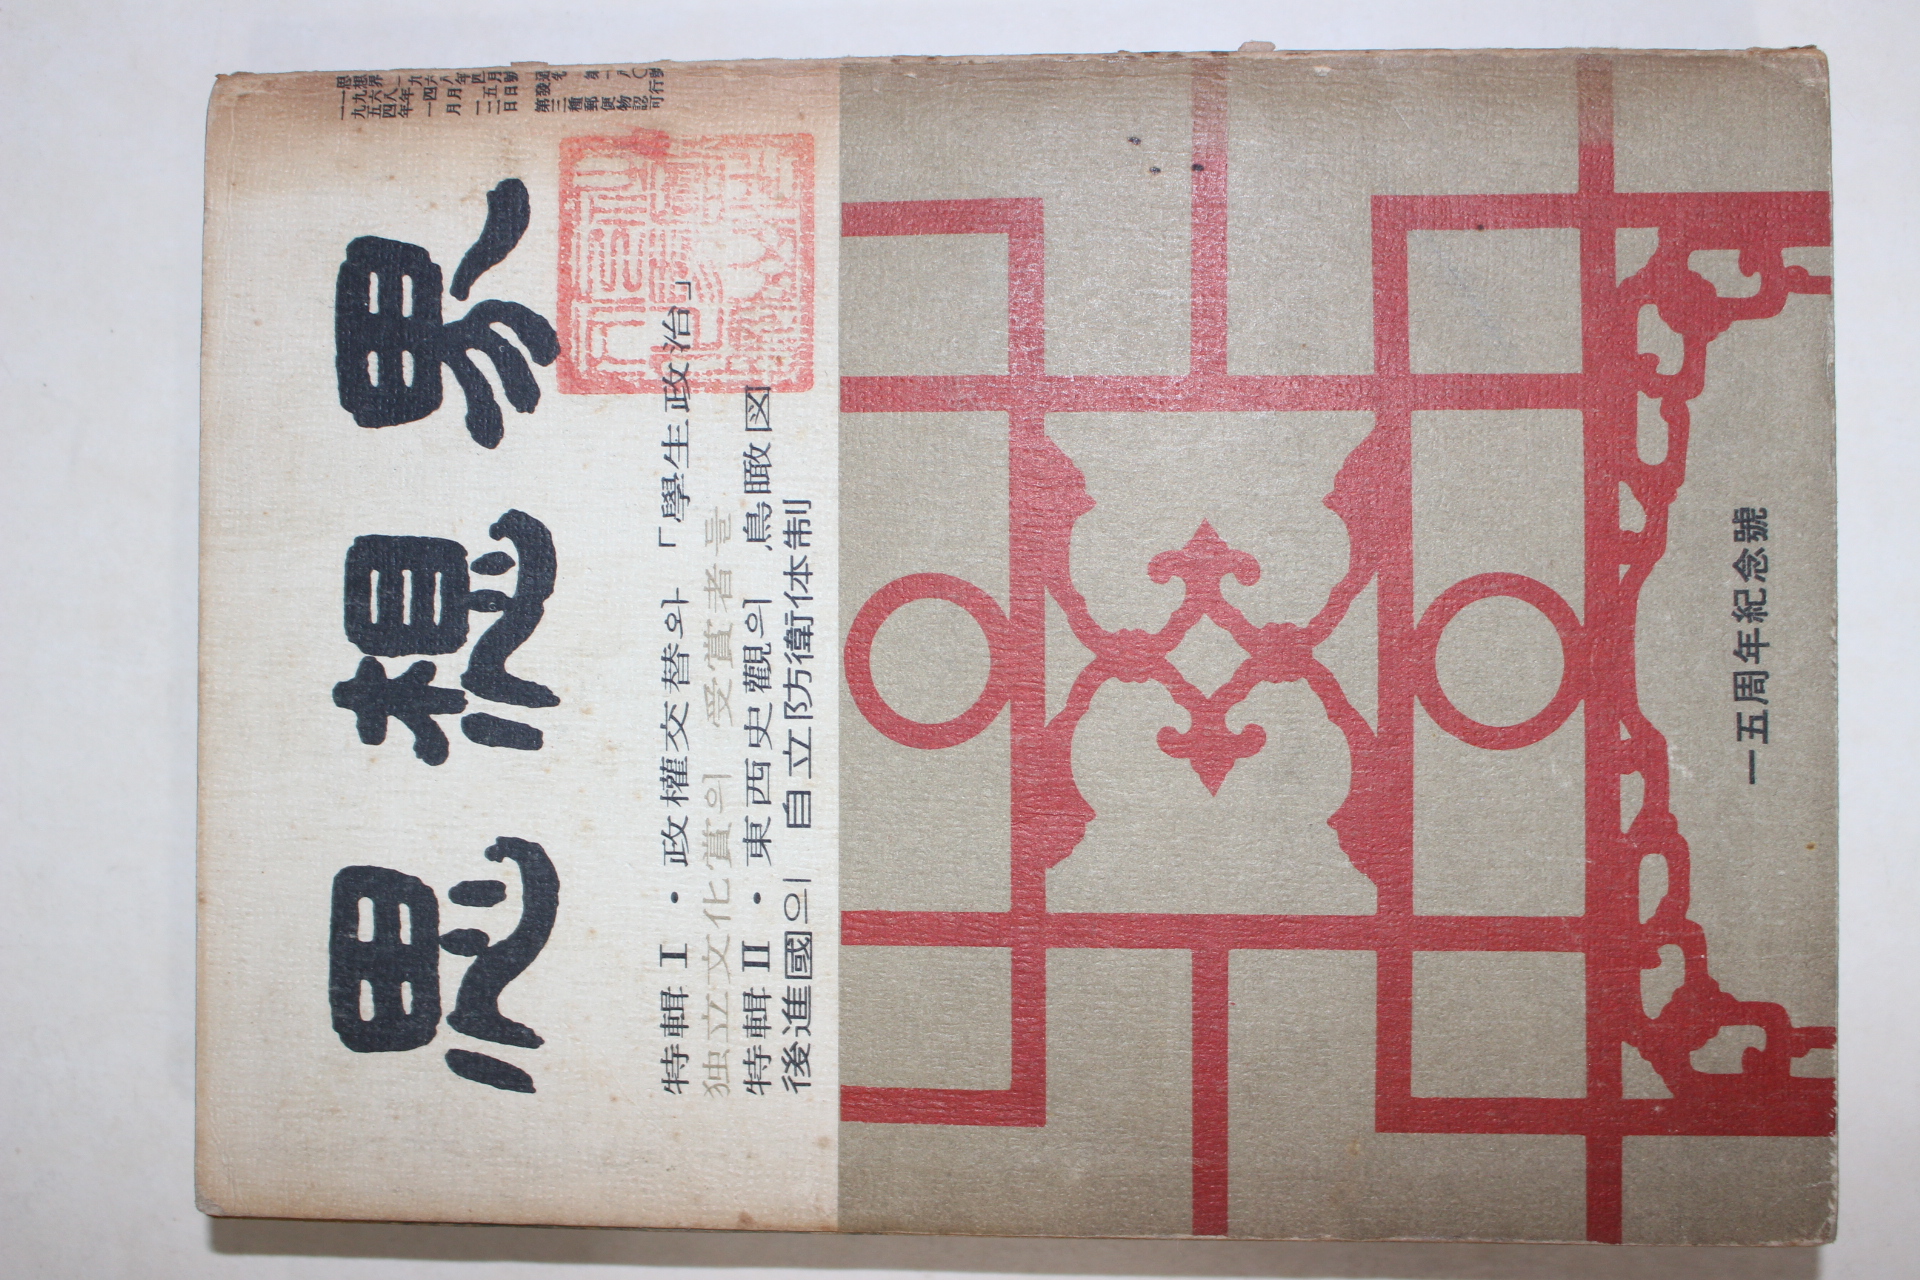 思想界
特輯 I・政權交替와 「學生政治」
独立文化賞의 受賞者들
特輯 II・東西史觀의 鳥瞰図
後進國의 自立防衛体制
一五周年紀念號